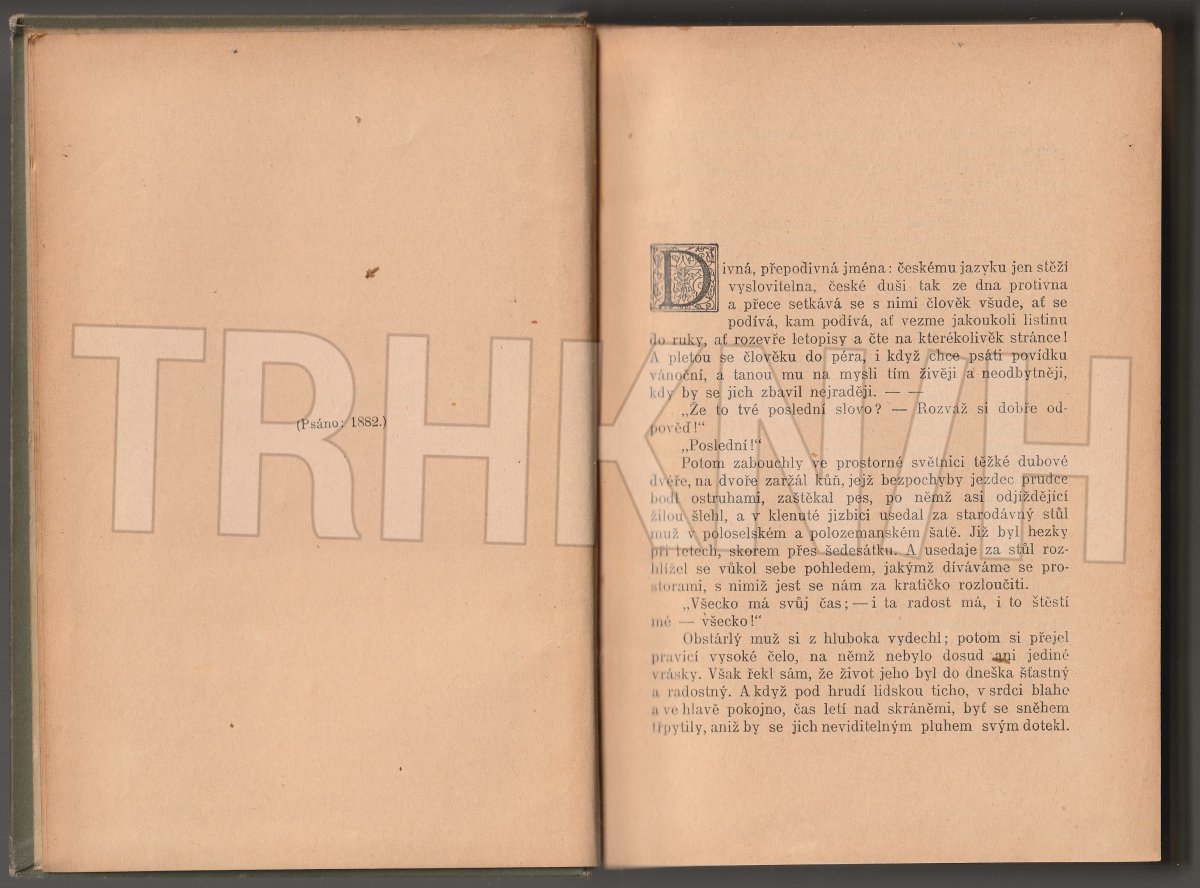 (Psáno: 1882.)
Divná, přepodivná jména: českému jazyku jen stěží
vyslovitelna, české duši tak ze dna protivna
a přece setkává se s nimi člověk všude, ať se
podívá, kam podívá, ať vezme jakoukoli listinu
do ruky, ať rozevře letopisy a čte na kterékolivěk stránce!
A pletou se člověku do péra, i když chce psáti povídku
vánoční, a tanou mu na mysli tím živěji a neodbytněji,
kdy by se jich zbavil nejraději. — —
„Že to tvé poslední slovo? — Rozvaž si dobře od-
pověď!“
„Poslední!“
Potom zabouchly ve prostorné světnici těžké dubové
dvéře, na dvoře zaržál kůň, jejž bezpochyby jezdec prudce
bodl ostruhami, zaštěkal pes, po němž asi odjíždějící
žilou šlehl, a v klenuté jizbici usedal za starodávný stůl
muž v poloselském a polozemanském šatě. Již byl hezky
při letech, skorem přes šedesátku. A usedaje za stůl roz-
hlížel se vůkol sebe pohledem, jakýmž díváváme se pro-
storami, s nimiž jest se nám za kratičko rozloučiti.
„Všecko má svůj čas; — i ta radost má, i to štěstí
mé — všecko!“
Obstárlý muž si z hluboka vydechl; potom si přejel
pravicí vysoké čelo, na němž nebylo dosud ani jediné
vrásky. Však řekl sám, že život jeho byl do dneška šťastný
a radostný. A když pod hrudí lidskou ticho, v srdci blaho
a ve hlavě pokojno, čas letí nad skráněmi, byť se sněhem
třpytily, aniž by se jich neviditelným pluhem svým dotekl.
TRHKNIH